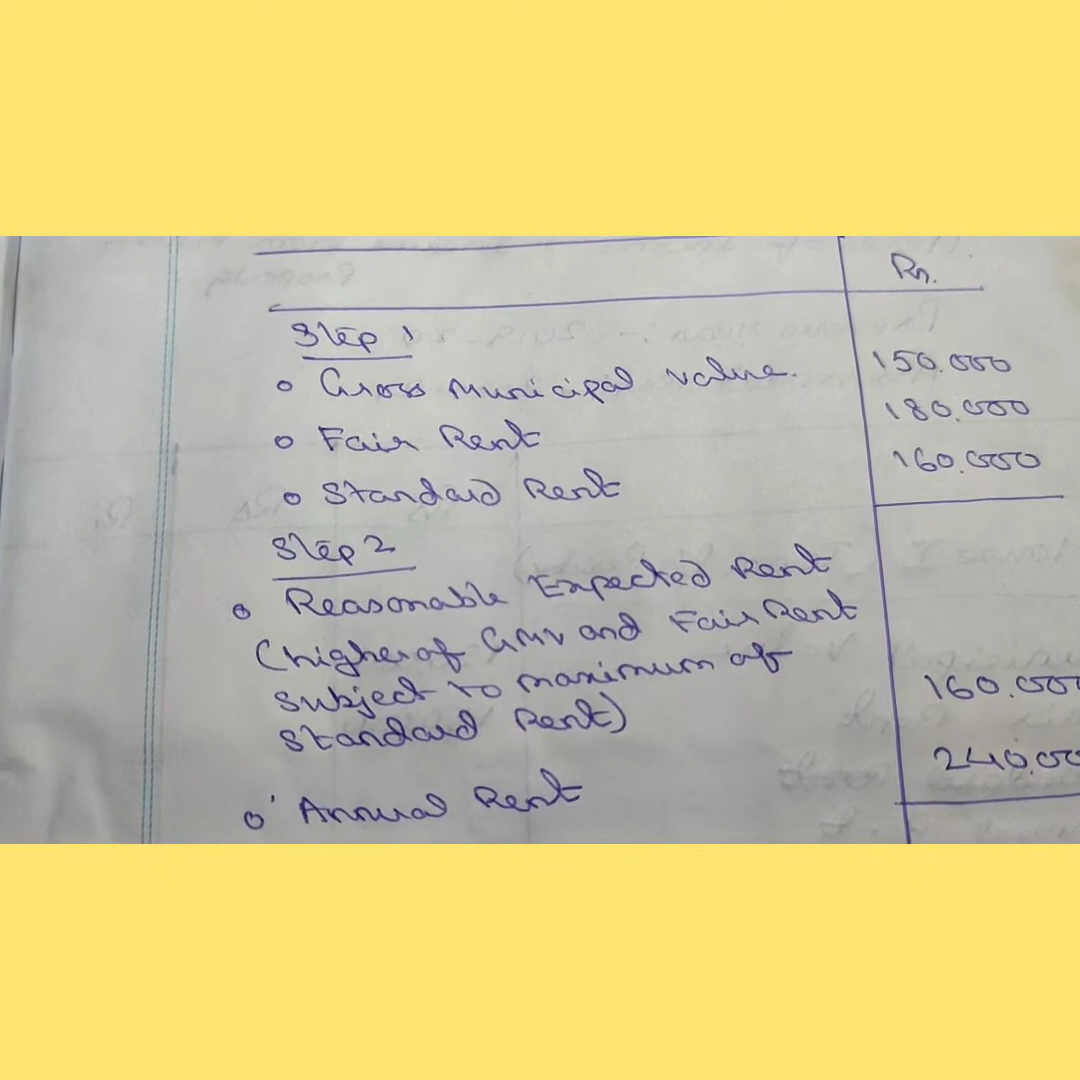 Rs.
Step 1
o Gross Municipal Value. 150.000
o Fair Rent 180.000
o Standard Rent 160.000
Step 2
o Reasonable Expected Rent
(higher of GMV and Fair Rent
subject to maximum of
standard Rent) 160.000
o Annual Rent 240.00